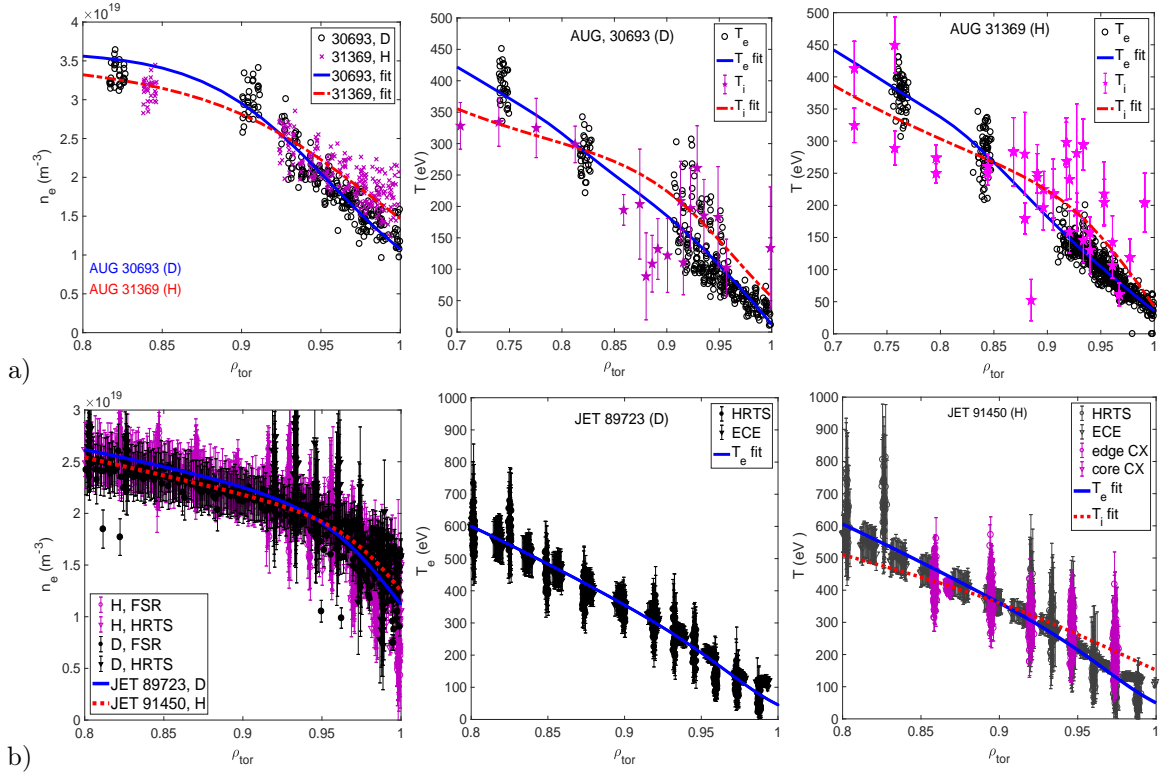 a)
×10^19
4
3.5
3
2.5
2
1.5
1
0.5
0
n_e (m^-3)
0.8 0.85 0.9 0.95 1
ρ_tor
30693, D
31369, H
30693, fit
31369, fit
AUG 30693 (D)
AUG 31369 (H)
AUG, 30693 (D)
500
450
400
350
300
250
200
150
100
50
0
T (eV)
0.7 0.75 0.8 0.85 0.9 0.95 1
ρ_tor
T_e
T_e fit
T_i
T_i fit
AUG 31369 (H)
500
450
400
350
300
250
200
150
100
50
0
T (eV)
0.7 0.75 0.8 0.85 0.9 0.95 1
ρ_tor
T_e
T_e fit
T_i
T_i fit
b)
×10^19
3
2.5
2
1.5
1
0.5
0
n_e (m^-3)
0.8 0.85 0.9 0.95 1
ρ_tor
H, FSR
H, HRTS
D, FSR
D, HRTS
JET 89723, D
JET 91450, H
JET 89723 (D)
1000
900
800
700
600
500
400
300
200
100
0
T_e (eV)
0.8 0.85 0.9 0.95 1
ρ_tor
HRTS
ECE
T_e fit
JET 91450 (H)
1000
900
800
700
600
500
400
300
200
100
0
T (eV)
0.8 0.85 0.9 0.95 1
ρ_tor
HRTS
ECE
edge CX
core CX
T_e fit
T_i fit